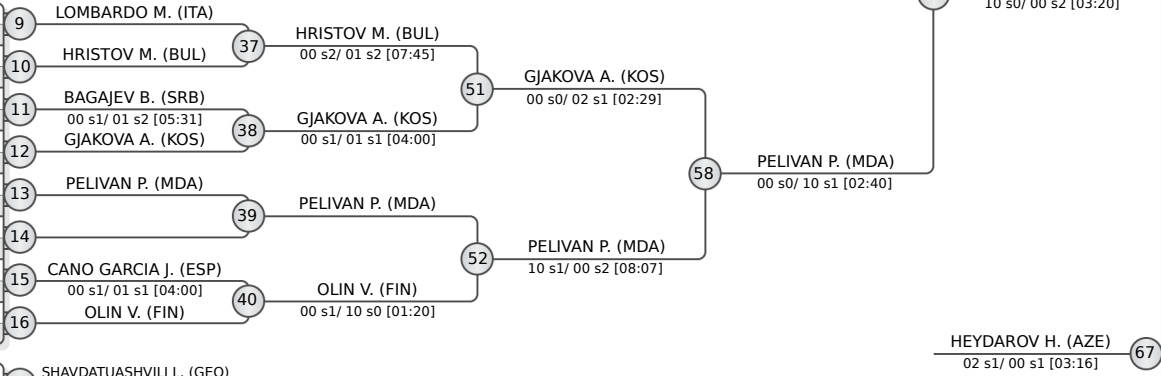 10 s0/ 00 s2 [03:20]
9
LOMBARDO M. (ITA)
37
HRISTOV M. (BUL)
00 s2/ 01 s2 [07:45]
10
HRISTOV M. (BUL)
51
GJAKOVA A. (KOS)
00 s0/ 02 s1 [02:29]
11
BAGAJEV B. (SRB)
00 s1/ 01 s2 [05:31]
38
GJAKOVA A. (KOS)
00 s1/ 01 s1 [04:00]
12
GJAKOVA A. (KOS)
58
PELIVAN P. (MDA)
00 s0/ 10 s1 [02:40]
13
PELIVAN P. (MDA)
39
PELIVAN P. (MDA)
14
52
PELIVAN P. (MDA)
10 s1/ 00 s2 [08:07]
15
CANO GARCIA J. (ESP)
00 s1/ 01 s1 [04:00]
40
OLIN V. (FIN)
00 s1/ 10 s0 [01:20]
16
OLIN V. (FIN)
HEYDAROV H. (AZE)
02 s1/ 00 s1 [03:16]
67
SHAVDATUASHVILI L. (GEO)